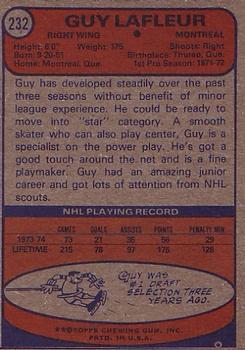 232
GUY LAFLEUR
RIGHT WING MONTREAL
Height: 6.0" Weight: 175 Shoots: Right
Born: 9-20-51 Birthplace: Thurso, Que.
Home: Montreal, Que. 1st Pro Season: 1971-72
Guy has developed steadily over the past
three seasons without benefit of minor
league experience. He's got potential to
move into "star" category. A smooth
skater who can also play center, Guy is
a specialist on the power play. He's got a
good touch around the net and is a fine
playmaker. Guy had an amazing junior
career and got lots of attention from NHL
scouts.
NHL PLAYING RECORD
GAMES GOALS ASSISTS POINTS PENALTY MIN
1973-74 73 21 35 56 29
LIFETIME 215 78 97 175
GUY WAS
#1 DRAFT
SELECTION THREE
YEARS AGO.
TOPPS CHEWING GUM, INC.
PRTD. IN U.S.A.